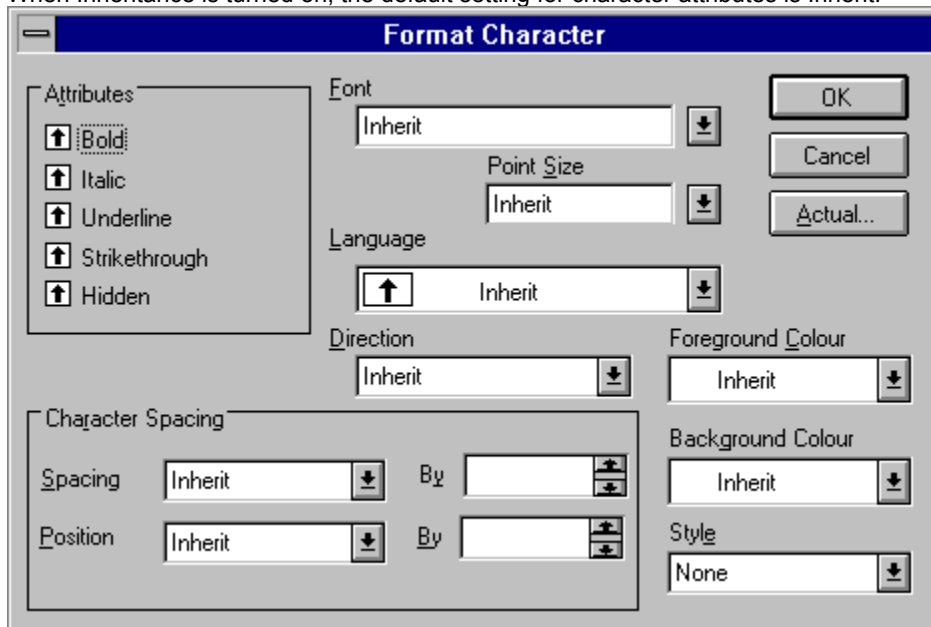 When Inheritance is turned on, the default setting for character attributes is Inherit.
Format Character
Attributes
Bold
Italic
Underline
Strikethrough
Hidden
Font
Inherit
Point Size
Inherit
Language
Inherit
Direction
Inherit
OK
Cancel
Actual...
Foreground Colour
Inherit
Background Colour
Inherit
Style
None
Character Spacing
Spacing Inherit By
Position Inherit By